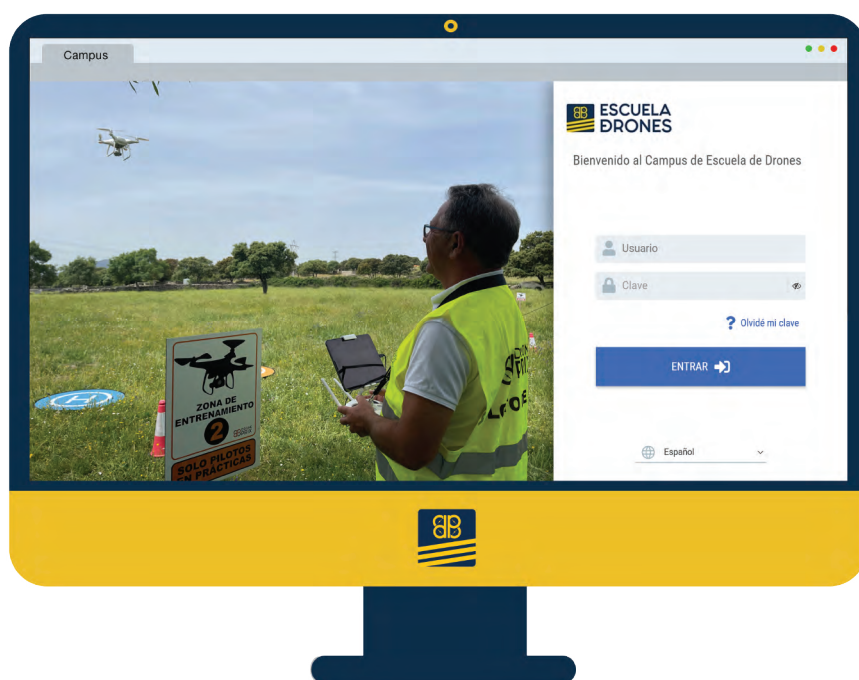 Campus
ESCUELA
DRONES
Bienvenido al Campus de Escuela de Drones
Usuario
Clave
Olvidé mi clave
ENTRAR
Español
H
ZONA DE
ENTRENAMIENTO
2
SOLO PILOTOS
EN PRÁCTICAS